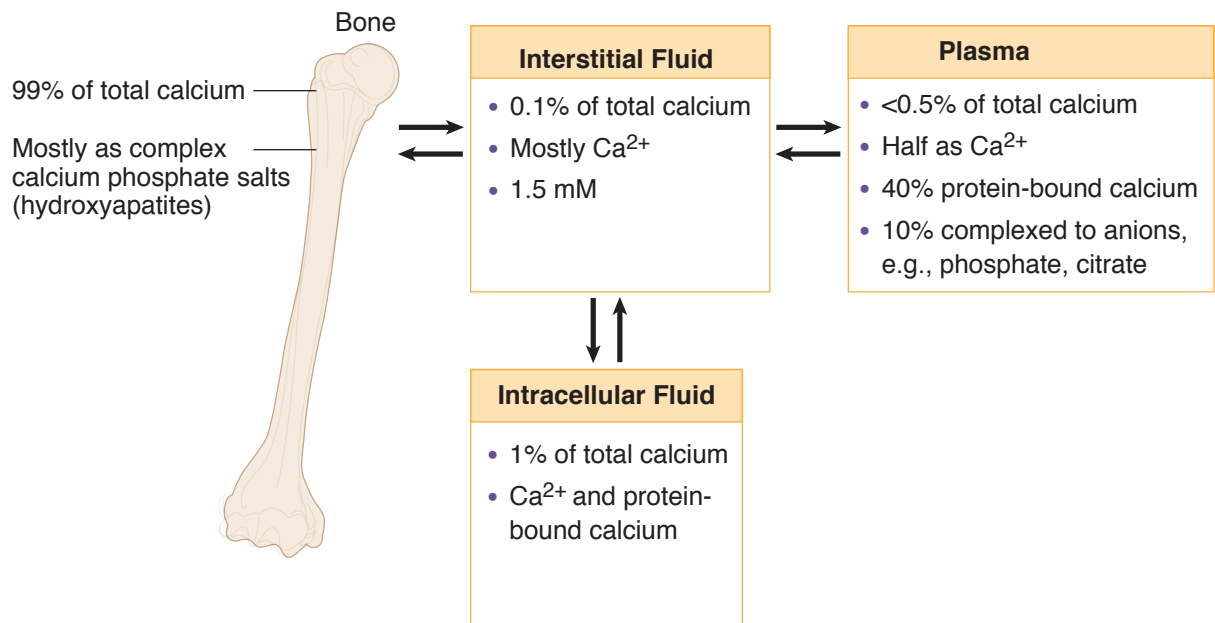 Bone
99% of total calcium
Mostly as complex
calcium phosphate salts
(hydroxyapatites)
Interstitial Fluid
• 0.1% of total calcium
• Mostly Ca²⁺
• 1.5 mM
Plasma
• <0.5% of total calcium
• Half as Ca²⁺
• 40% protein-bound calcium
• 10% complexed to anions,
e.g., phosphate, citrate
Intracellular Fluid
• 1% of total calcium
• Ca²⁺ and protein-
bound calcium